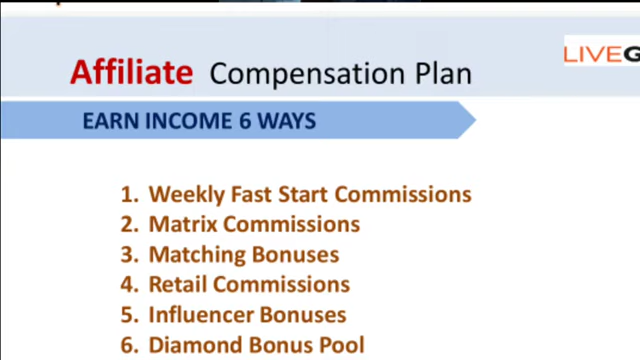 LIVEG
Affiliate Compensation Plan
EARN INCOME 6 WAYS
1. Weekly Fast Start Commissions
2. Matrix Commissions
3. Matching Bonuses
4. Retail Commissions
5. Influencer Bonuses
6. Diamond Bonus Pool